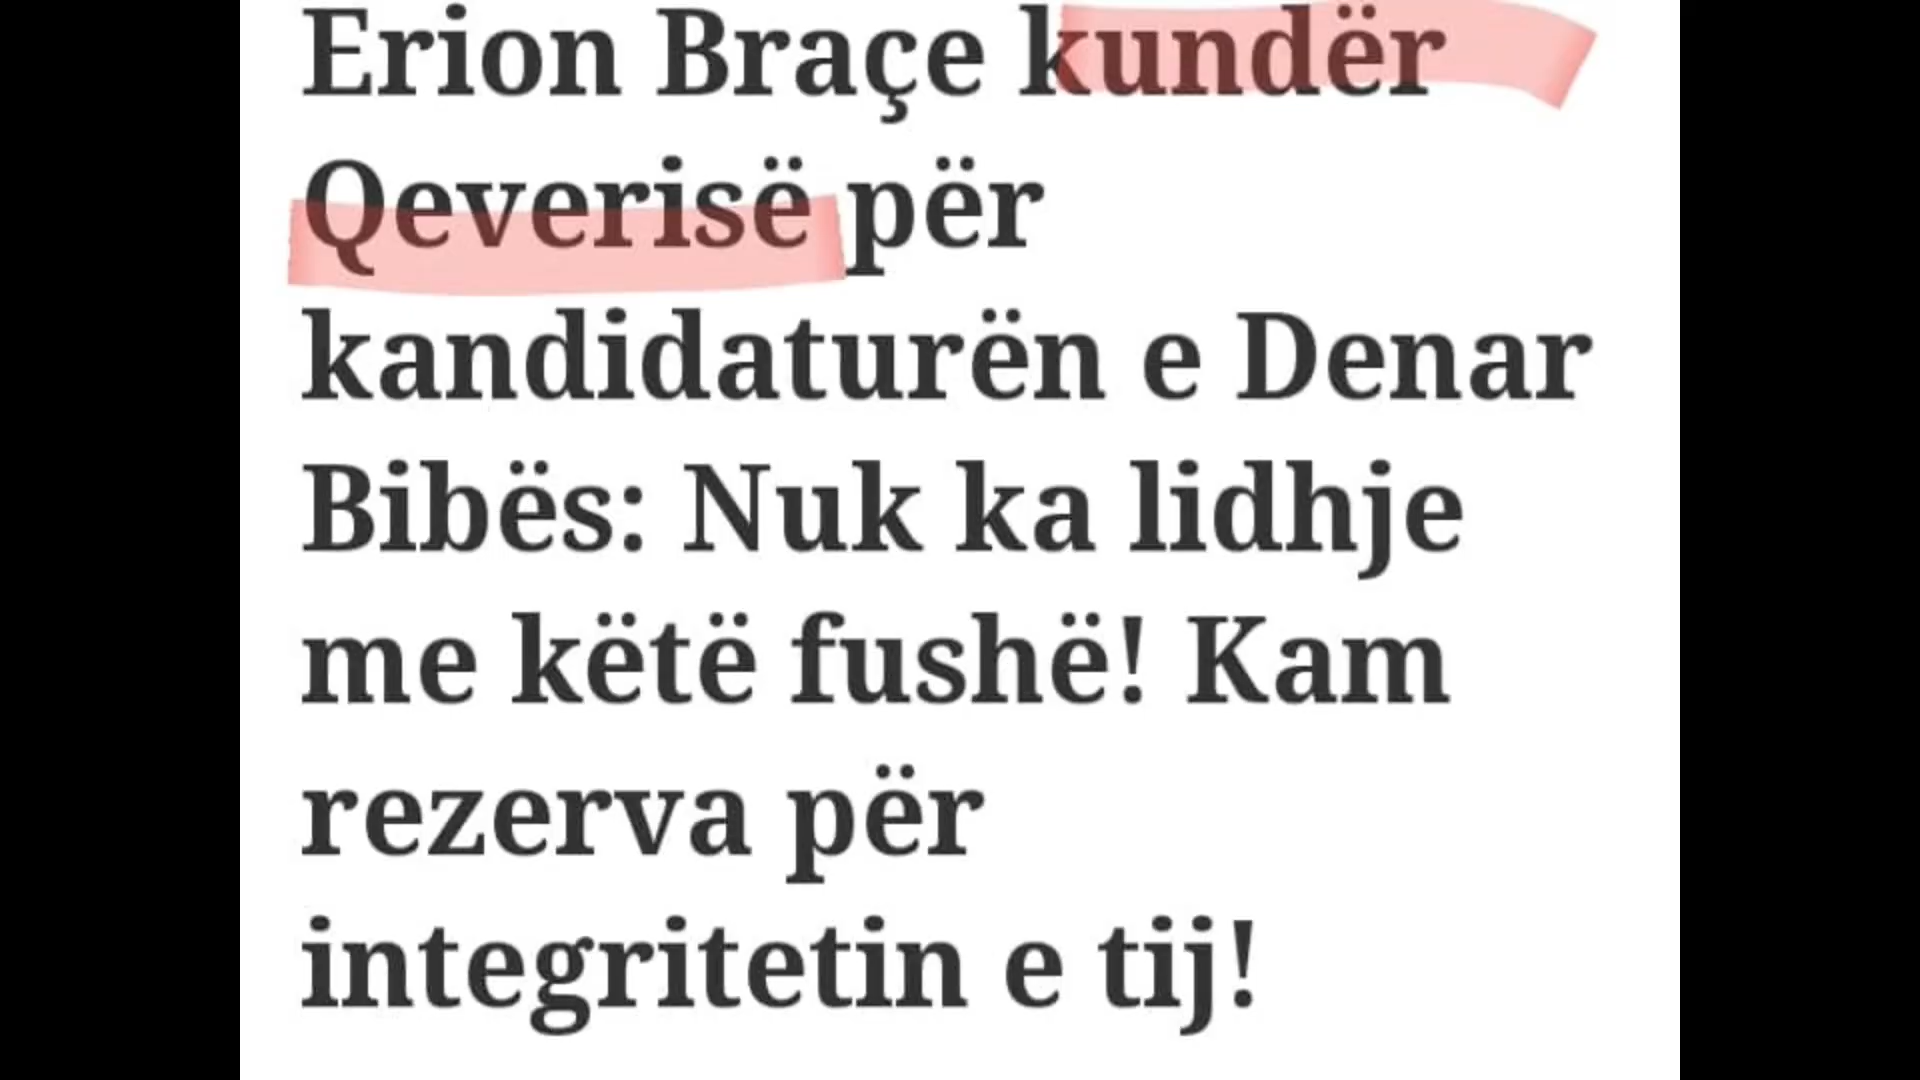 Erion Braçe kundër
Qeverisë për
kandidaturën e Denar
Bibës: Nuk ka lidhje
me këtë fushë! Kam
rezerva për
integritetin e tij!